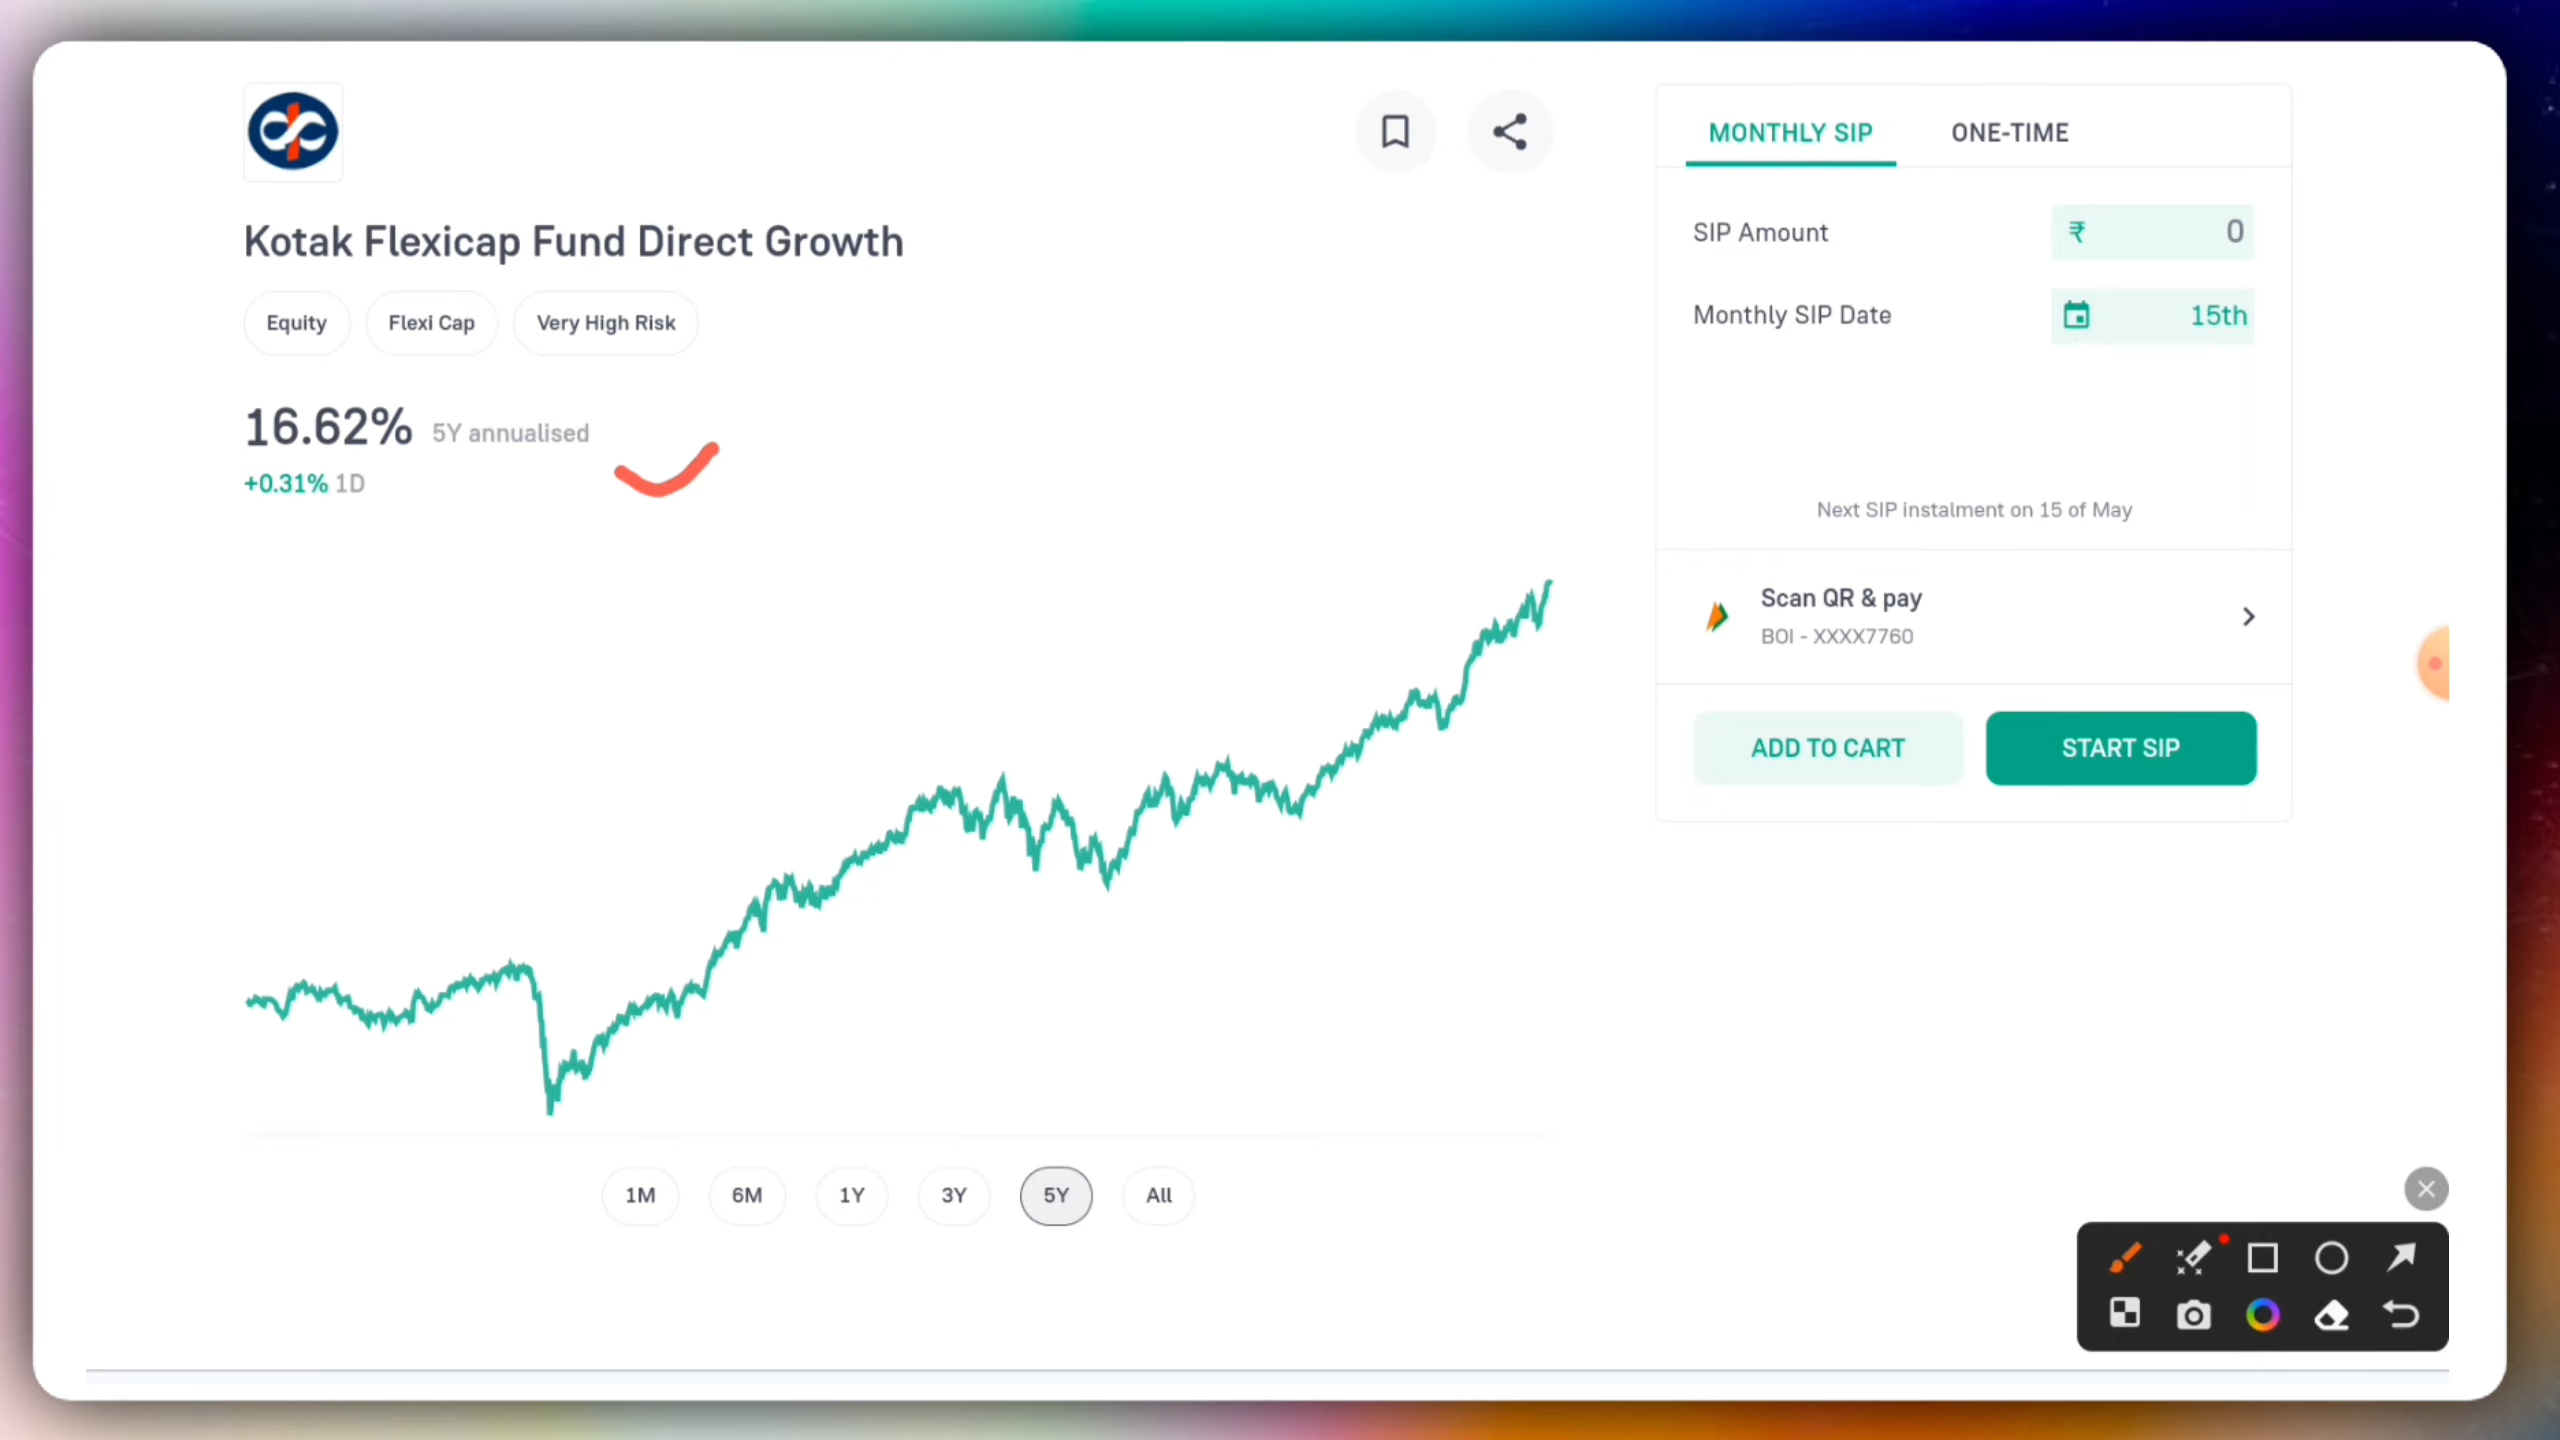 Kotak Flexicap Fund Direct Growth
Equity
Flexi Cap
Very High Risk
16.62% 5Y annualised
+0.31% 1D
1M 6M 1Y 3Y 5Y All
MONTHLY SIP ONE-TIME
SIP Amount ₹ 0
Monthly SIP Date 15th
Next SIP instalment on 15 of May
Scan QR & pay
BOI - XXXX7760
ADD TO CART START SIP